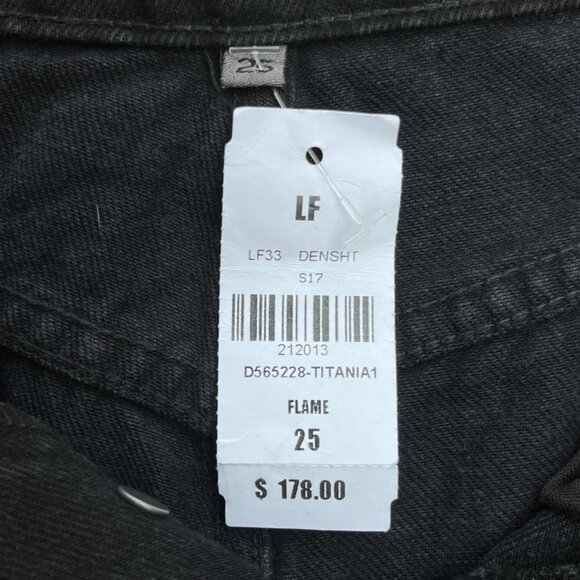 25
LF
LF33 DENSHT
S17
212013
D565228-TITANIA1
FLAME
25
$ 178.00